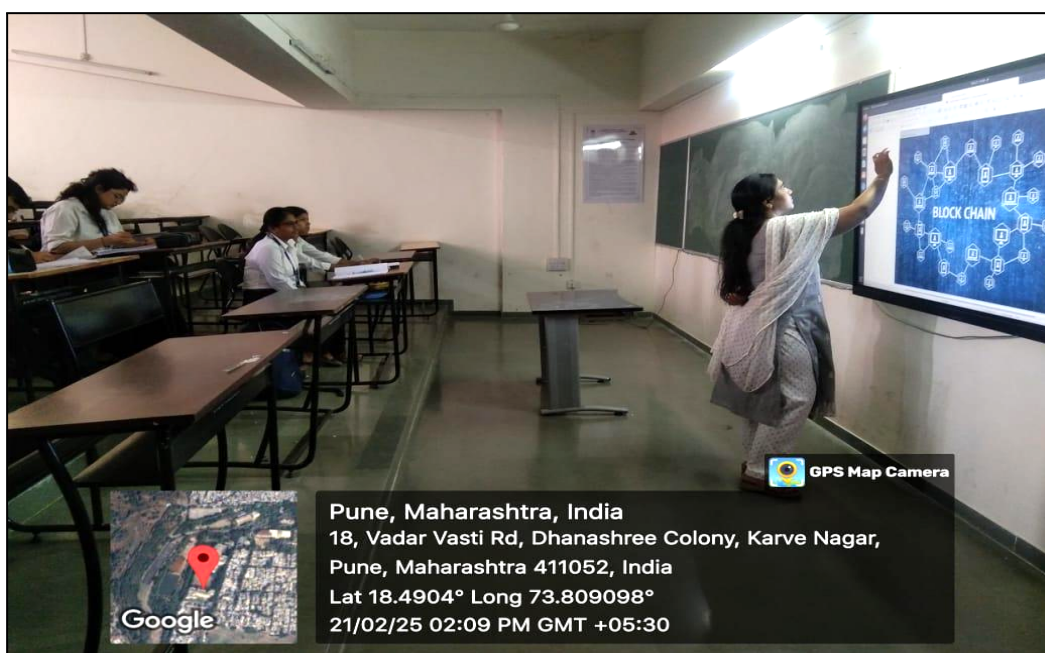 BLOCK CHAIN
GPS Map Camera
Pune, Maharashtra, India
18, Vadar Vasti Rd, Dhanashree Colony, Karve Nagar,
Pune, Maharashtra 411052, India
Lat 18.4904° Long 73.809098°
21/02/25 02:09 PM GMT +05:30
Google